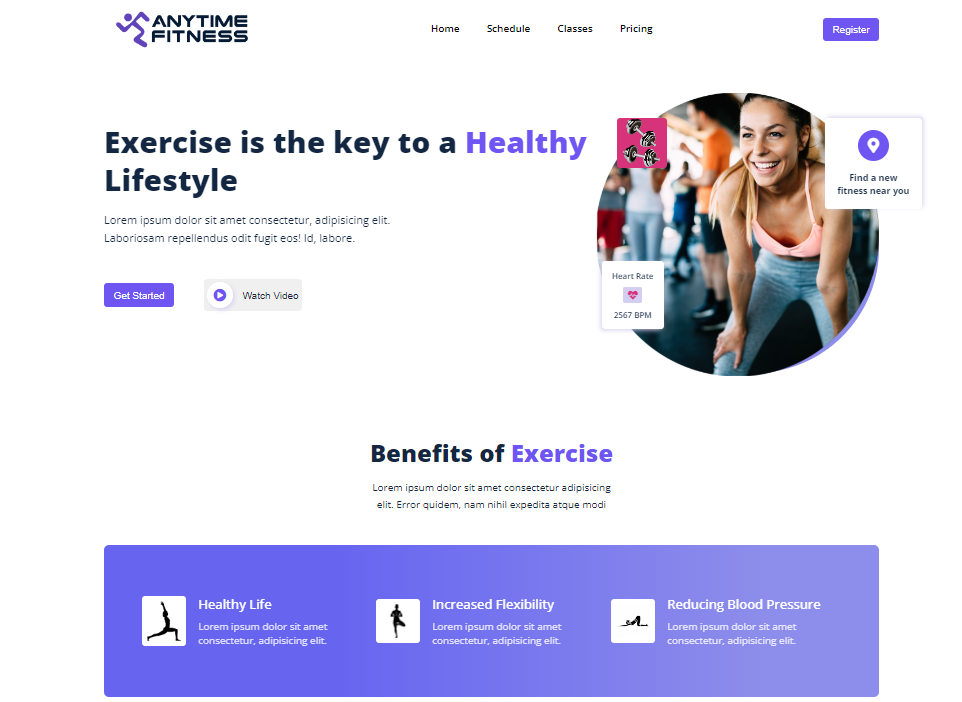 ANYTIME
FITNESS
Home
Schedule
Classes
Pricing
Register
Exercise is the key to a Healthy
Lifestyle
Lorem ipsum dolor sit amet consectetur, adipisicing elit.
Laboriosam repellendus odit fugit eos! Id, labore.
Get Started
Watch Video
Find a new
fitness near you
Heart Rate
2567 BPM
Benefits of Exercise
Lorem ipsum dolor sit amet consectetur adipisicing
elit. Error quidem, nam nihil expedita atque modi
Healthy Life
Lorem ipsum dolor sit amet
consectetur, adipisicing elit.
Increased Flexibility
Lorem ipsum dolor sit amet
consectetur, adipisicing elit.
Reducing Blood Pressure
Lorem ipsum dolor sit amet
consectetur, adipisicing elit.